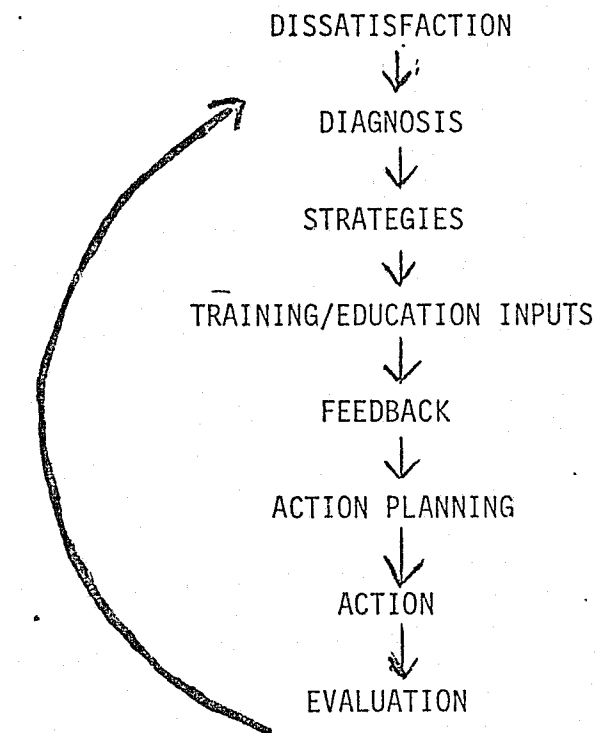 DISSATISFACTION
DIAGNOSIS
STRATEGIES
TRAINING/EDUCATION INPUTS
FEEDBACK
ACTION PLANNING
ACTION
EVALUATION